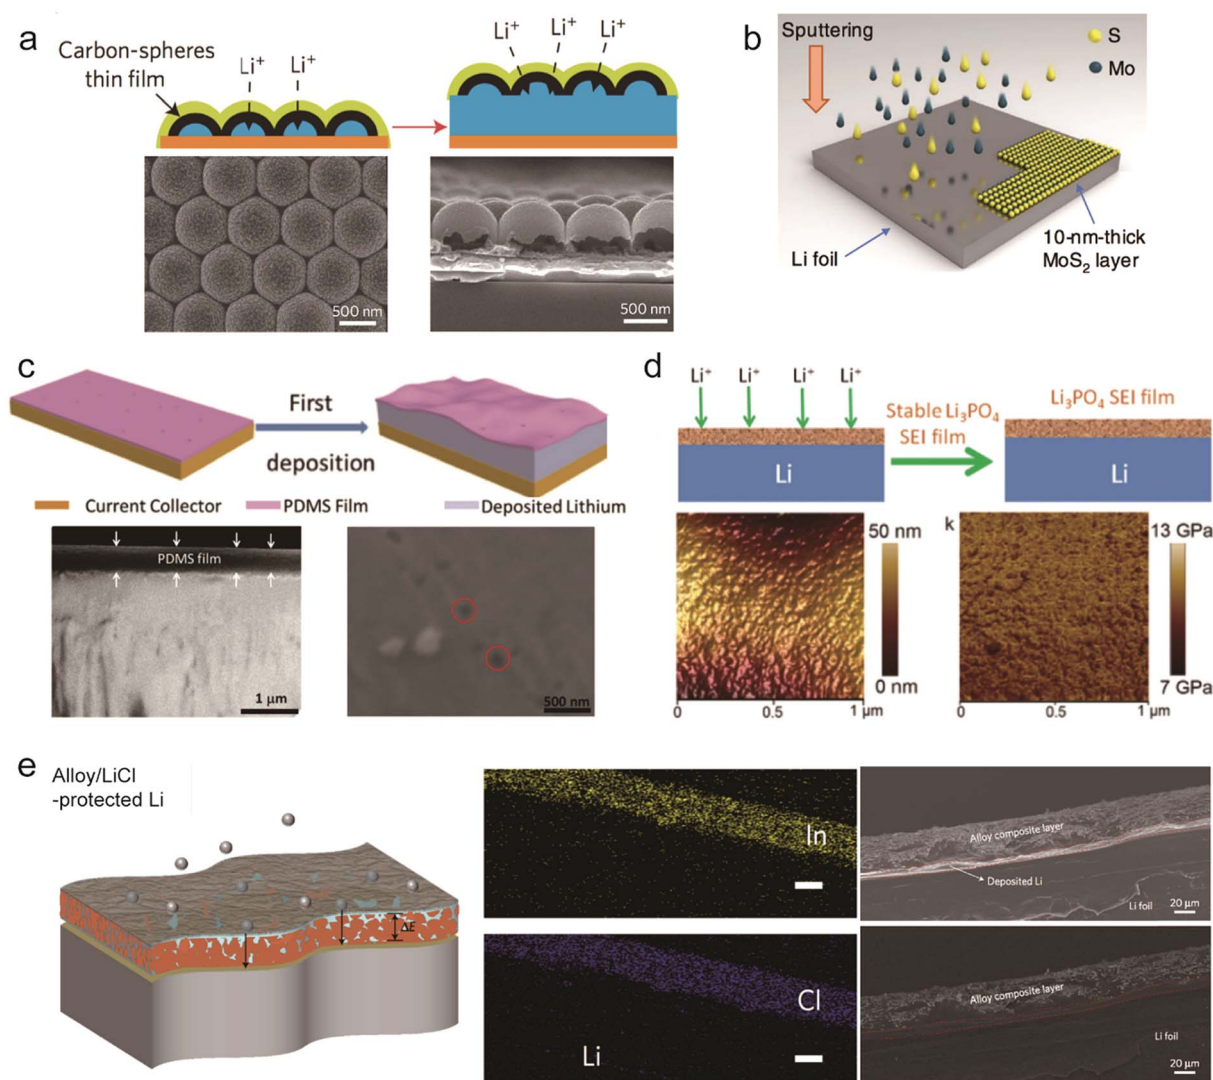 a
Carbon-spheres
thin film
Li⁺
Li⁺
Li⁺
Li⁺
Li⁺
500 nm
500 nm
b
Sputtering
S
Mo
Li foil
10-nm-thick
MoS₂ layer
c
First
deposition
Current Collector
PDMS Film
Deposited Lithium
PDMS film
1 µm
500 nm
d
Li⁺
Li⁺
Li⁺
Li⁺
Stable Li₃PO₄
SEI film
Li₃PO₄ SEI film
Li
Li
50 nm
0 nm
0
0.5
1 µm
k
13 GPa
7 GPa
0
0.5
1 µm
e
Alloy/LiCl
-protected Li
ΔE
In
Cl
Li
Alloy composite layer
Deposited Li
Li foil
20 µm
Alloy composite layer
Li foil
20 µm